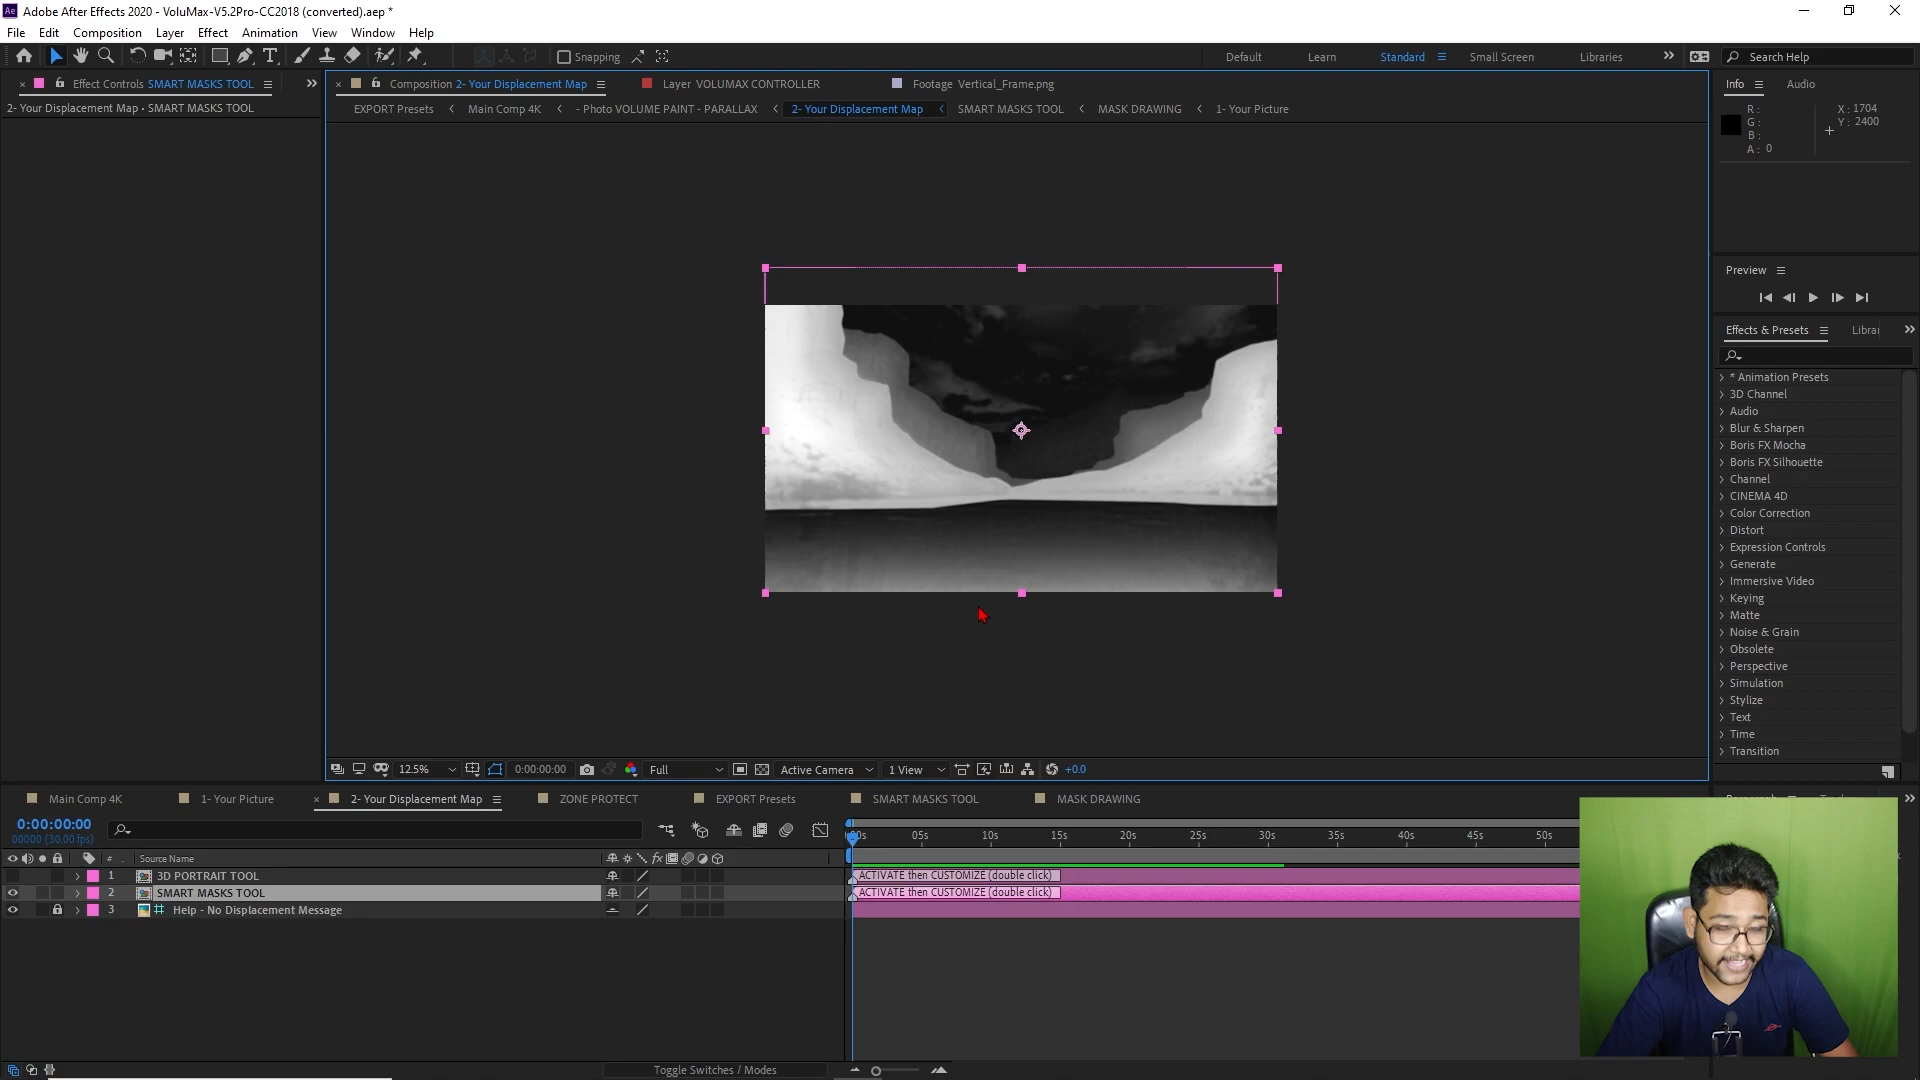 Adobe After Effects 2020 - VoluMax-V5.2Pro-CC2018 (converted).aep *
File Edit Composition Layer Effect Animation View Window Help
Snapping Default Learn Standard Small Screen Libraries Search Help
Effect Controls SMART MASKS TOOL
2- Your Displacement Map • SMART MASKS TOOL
Composition 2- Your Displacement Map Layer VOLUMAX CONTROLLER Footage Vertical_Frame.png
EXPORT Presets Main Comp 4K - Photo VOLUME PAINT - PARALLAX 2- Your Displacement Map SMART MASKS TOOL MASK DRAWING 1- Your Picture
Info Audio
R :
G :
B :
A : 0
X : 1704
Y : 2400
Preview
Effects & Presets Librar
* Animation Presets
3D Channel
Audio
Blur & Sharpen
Boris FX Mocha
Boris FX Silhouette
Channel
CINEMA 4D
Color Correction
Distort
Expression Controls
Generate
Immersive Video
Keying
Matte
Noise & Grain
Obsolete
Perspective
Simulation
Stylize
Text
Time
Transition
12.5% 0:00:00:00 Full Active Camera 1 View +0.0
Main Comp 4K 1- Your Picture 2- Your Displacement Map ZONE PROTECT EXPORT Presets SMART MASKS TOOL MASK DRAWING
0:00:00:00
00000 (30.00 fps)
05s 10s 15s 20s 25s 30s 35s 40s 45s 50s
# Source Name
1 3D PORTRAIT TOOL ACTIVATE then CUSTOMIZE (double click)
2 SMART MASKS TOOL ACTIVATE then CUSTOMIZE (double click)
3 Help - No Displacement Message
Toggle Switches / Modes